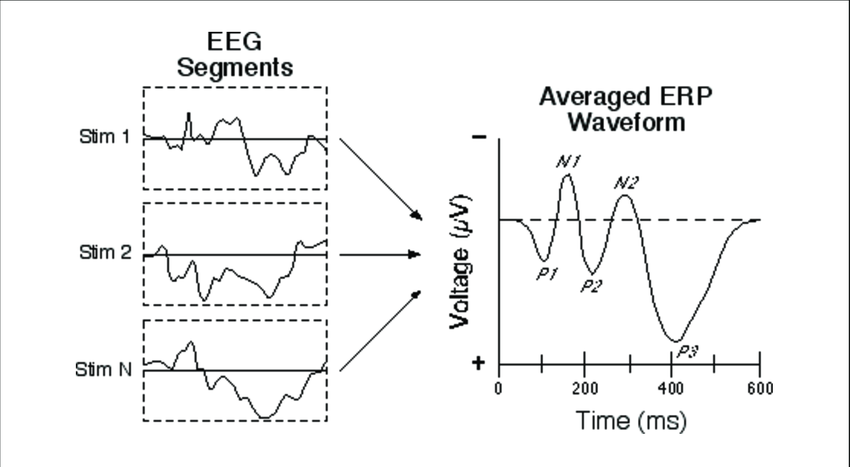 EEG
Segments
Stim 1
Stim 2
Stim N
Averaged ERP
Waveform
−
Voltage (μV)
+
N1
N2
P1
P2
P3
0 200 400 600
Time (ms)